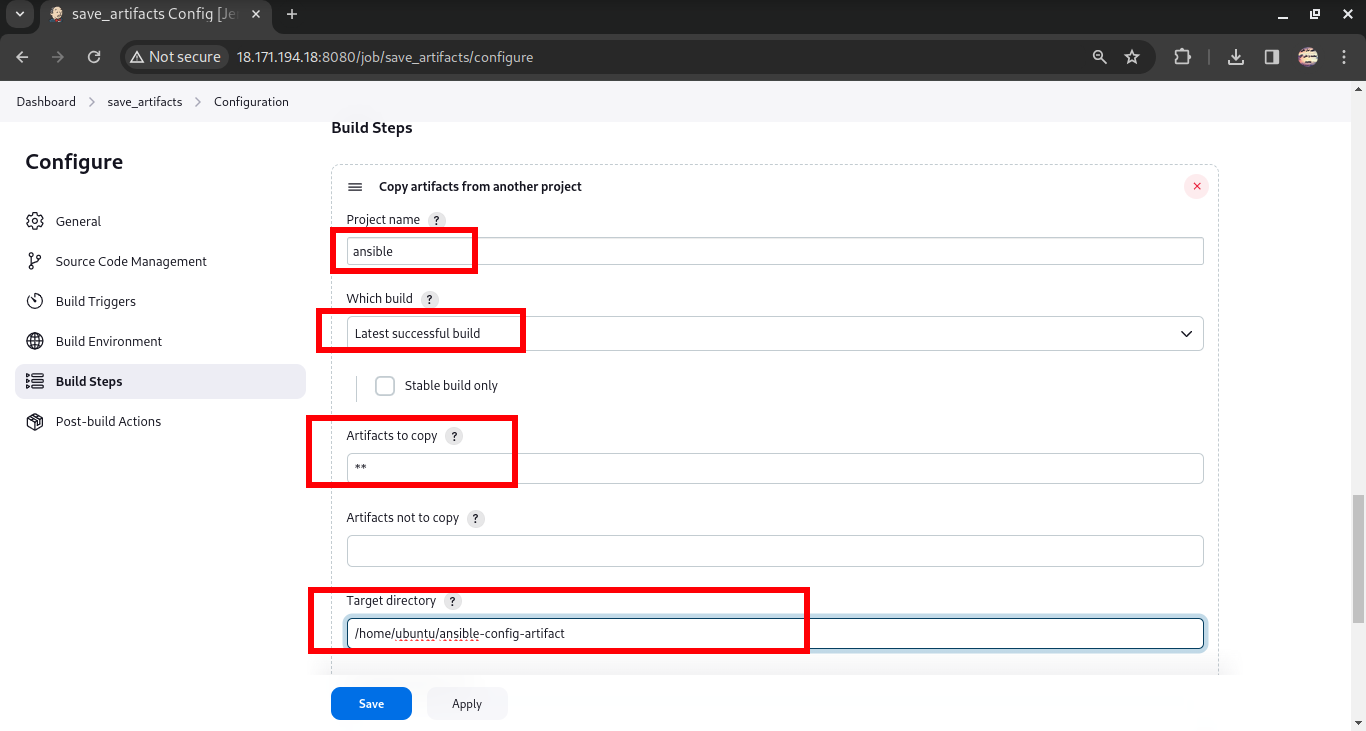 save_artifacts Config [Je
Not secure
18.171.194.18:8080/job/save_artifacts/configure
Dashboard
save_artifacts
Configuration
Build Steps
Configure
Copy artifacts from another project
Project name ?
General
ansible
Source Code Management
Which build ?
Build Triggers
Latest successful build
Build Environment
Build Steps
Stable build only
Post-build Actions
Artifacts to copy ?
**
Artifacts not to copy ?
Target directory ?
/home/ubuntu/ansible-config-artifact
Save
Apply